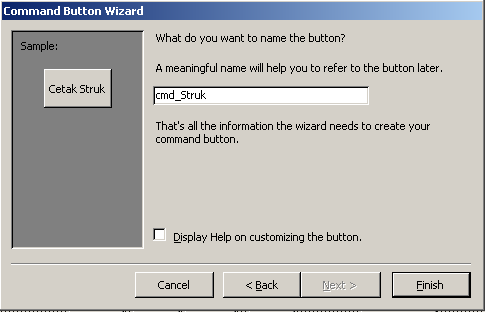 Command Button Wizard
Sample:
Cetak Struk
What do you want to name the button?
A meaningful name will help you to refer to the button later.
cmd_Struk
That's all the information the wizard needs to create your
command button.
Display Help on customizing the button.
Cancel
< Back
Next >
Finish